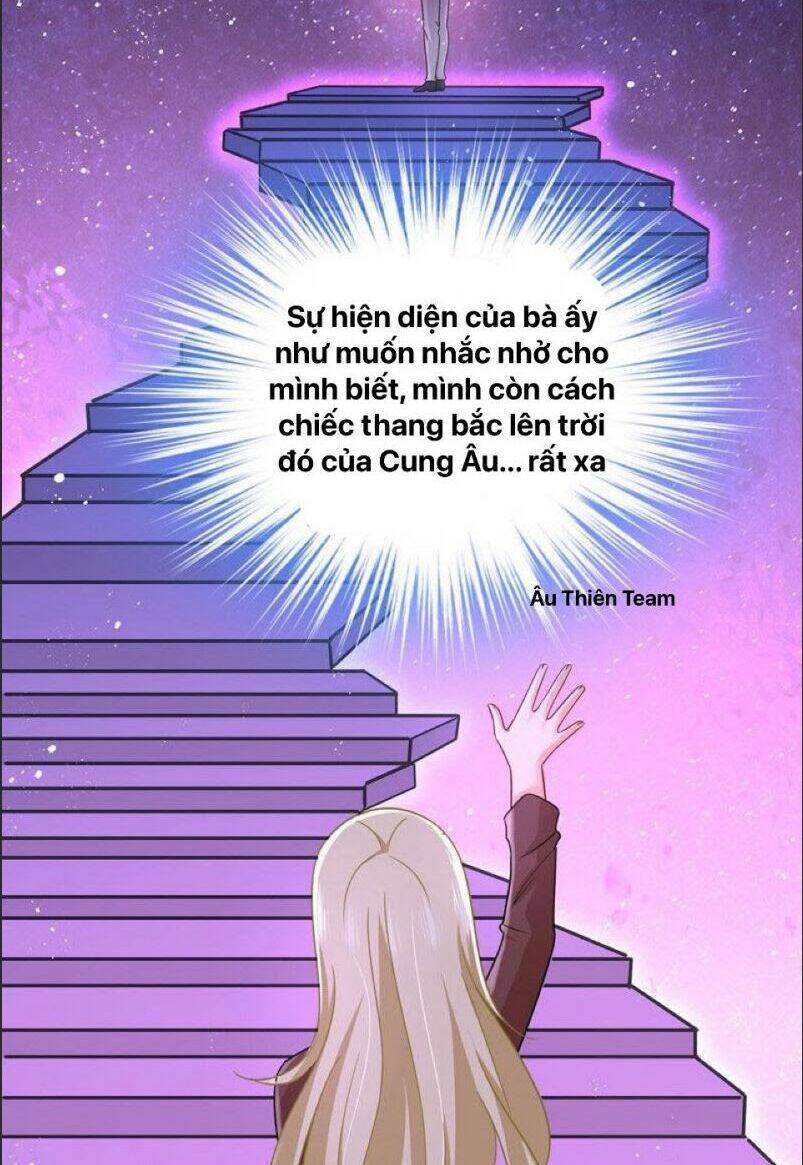 Sự hiện diện của bà ấy
như muốn nhắc nhở cho
mình biết, mình còn cách
chiếc thang bắc lên trời
đó của Cung Âu... rất xa
Âu Thiên Team